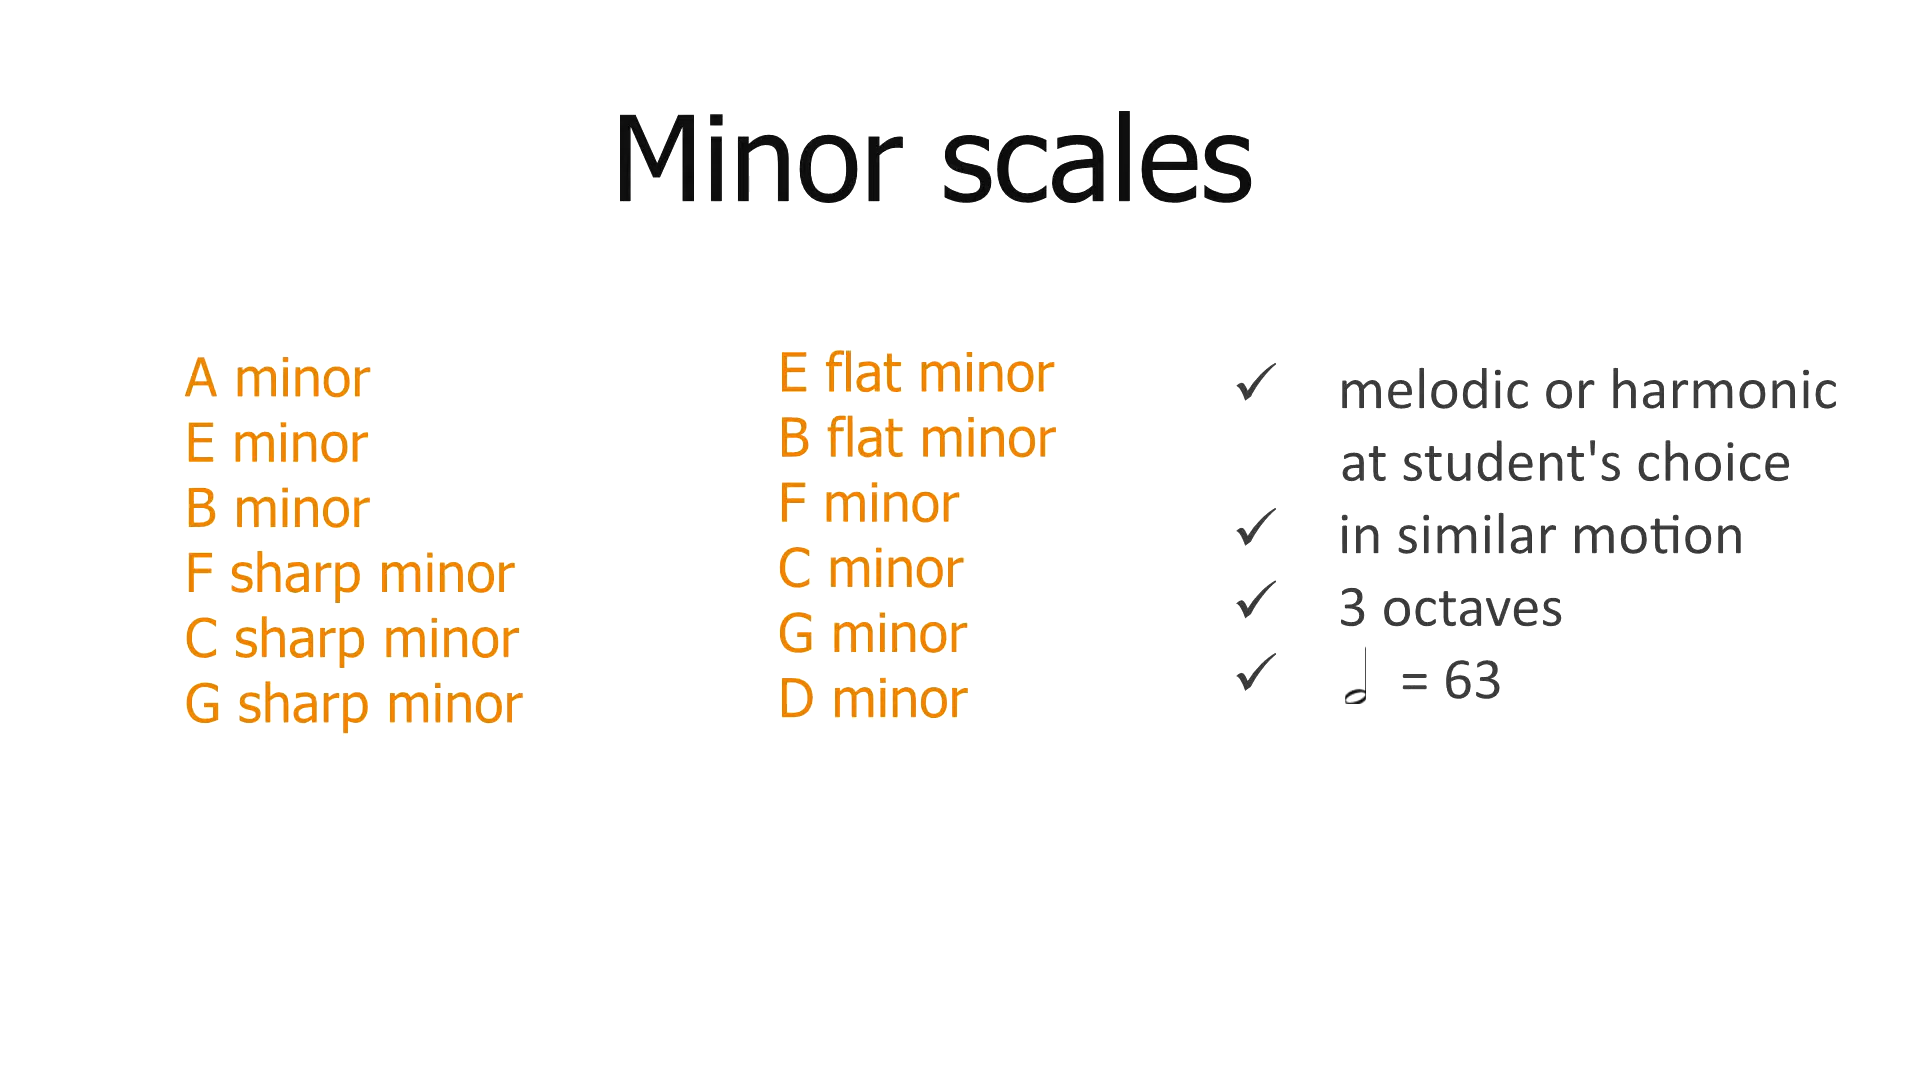 Minor scales
A minor
E minor
B minor
F sharp minor
C sharp minor
G sharp minor
E flat minor
B flat minor
F minor
C minor
G minor
D minor
✓ melodic or harmonic
at student's choice
✓ in similar motion
✓ 3 octaves
✓ 𝅗𝅥 = 63